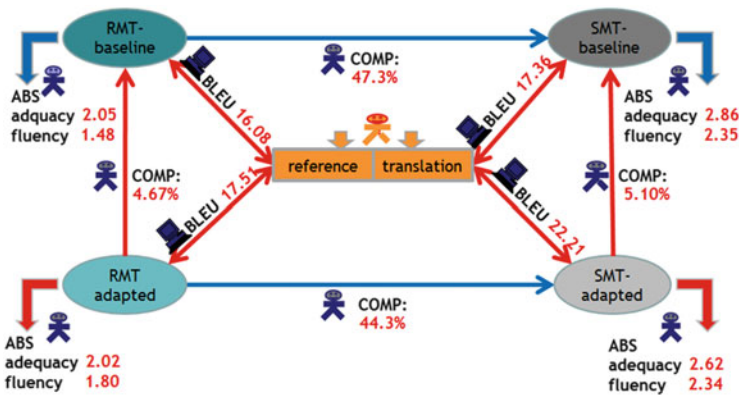 RMT-
baseline
SMT-
baseline
COMP:
47.3%
ABS
adquacy 2.05
fluency 1.48
BLEU 16.08
BLEU 17.36
ABS
adequacy 2.86
fluency 2.35
reference translation
COMP:
4.67%
BLEU 17.51
BLEU 22.21
COMP:
5.10%
RMT
adapted
SMT-
adapted
COMP:
44.3%
ABS
adequacy 2.02
fluency 1.80
ABS
adequacy 2.62
fluency 2.34